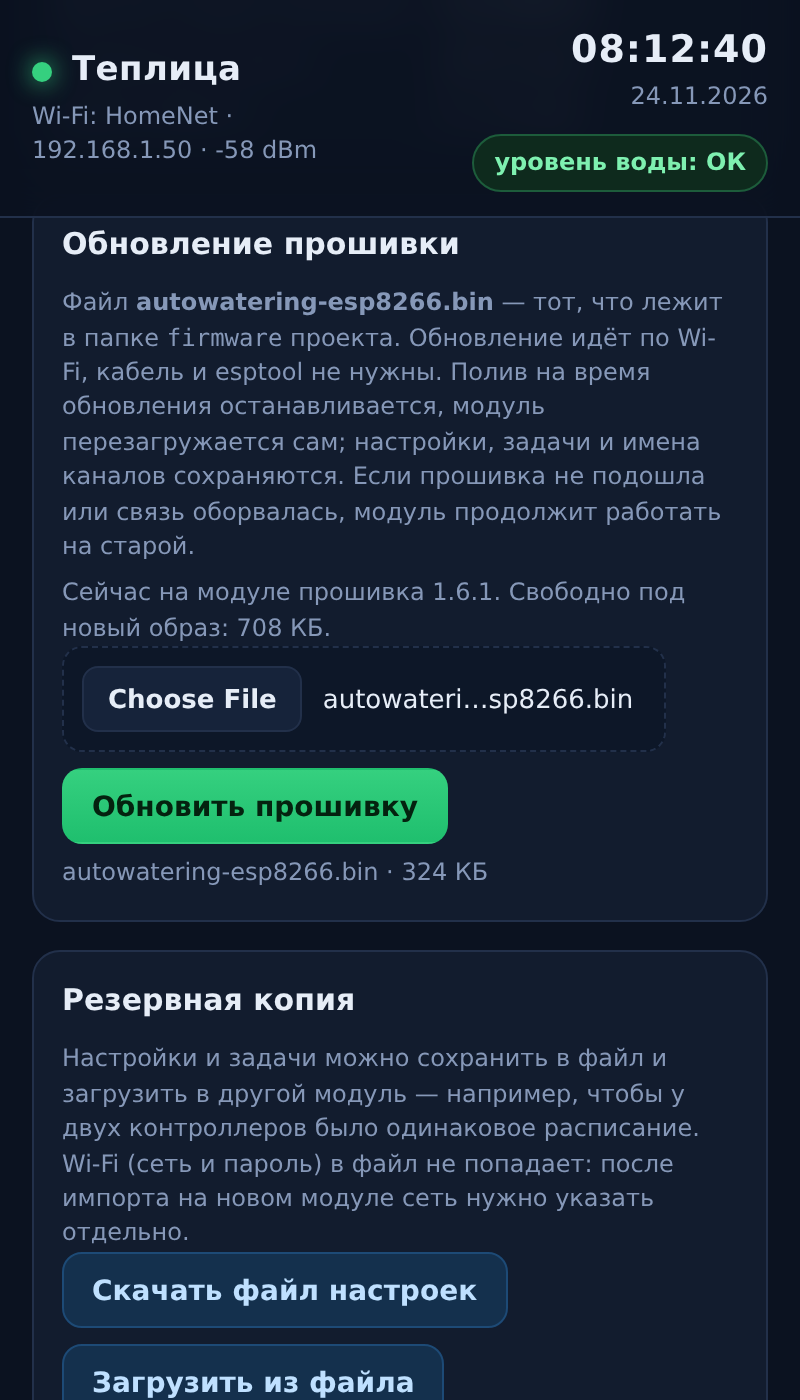 Теплица
Wi-Fi: HomeNet ·
192.168.1.50 · -58 dBm
08:12:40
24.11.2026
уровень воды: ОК
Обновление прошивки
Файл autowatering-esp8266.bin — тот, что лежит
в папке firmware проекта. Обновление идёт по Wi-
Fi, кабель и esptool не нужны. Полив на время
обновления останавливается, модуль
перезагружается сам; настройки, задачи и имена
каналов сохраняются. Если прошивка не подошла
или связь оборвалась, модуль продолжит работать
на старой.
Сейчас на модуле прошивка 1.6.1. Свободно под
новый образ: 708 КБ.
Choose File autowateri…sp8266.bin
Обновить прошивку
autowatering-esp8266.bin · 324 КБ
Резервная копия
Настройки и задачи можно сохранить в файл и
загрузить в другой модуль — например, чтобы у
двух контроллеров было одинаковое расписание.
Wi-Fi (сеть и пароль) в файл не попадает: после
импорта на новом модуле сеть нужно указать
отдельно.
Скачать файл настроек
Загрузить из файла